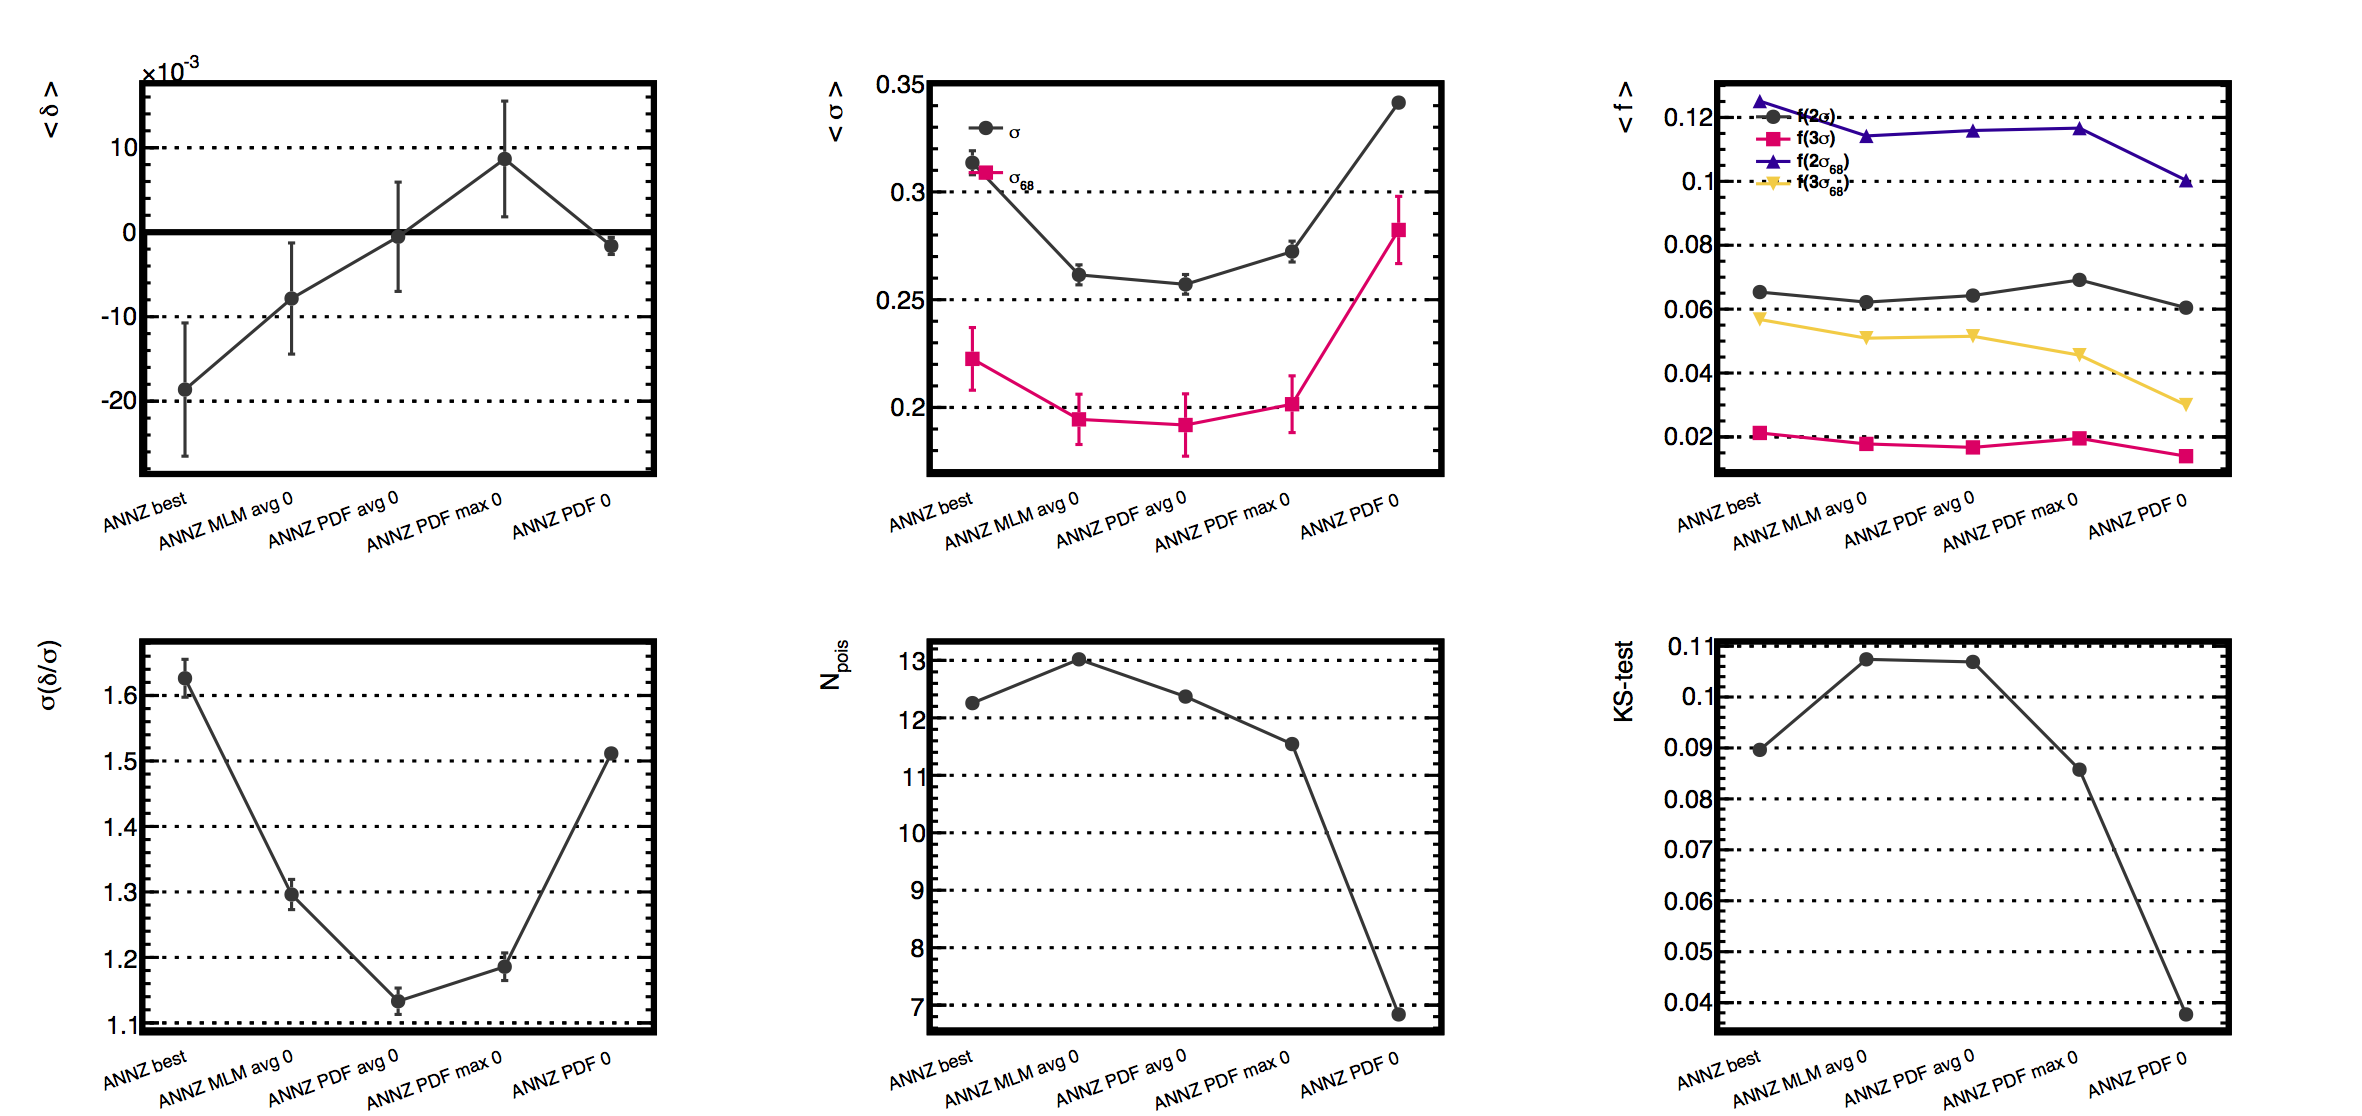 ×10⁻³
< δ >
10
0
-10
-20
ANNZ best
ANNZ MLM avg 0
ANNZ PDF avg 0
ANNZ PDF max 0
ANNZ PDF 0
< σ >
0.35
0.3
0.25
0.2
σ
σ₆₈
ANNZ best
ANNZ MLM avg 0
ANNZ PDF avg 0
ANNZ PDF max 0
ANNZ PDF 0
< f >
0.12
0.1
0.08
0.06
0.04
0.02
f(2σ)
f(3σ)
f(2σ₆₈)
f(3σ₆₈)
ANNZ best
ANNZ MLM avg 0
ANNZ PDF avg 0
ANNZ PDF max 0
ANNZ PDF 0
σ(δ/σ)
1.6
1.5
1.4
1.3
1.2
1.1
ANNZ best
ANNZ MLM avg 0
ANNZ PDF avg 0
ANNZ PDF max 0
ANNZ PDF 0
Npois
13
12
11
10
9
8
7
ANNZ best
ANNZ MLM avg 0
ANNZ PDF avg 0
ANNZ PDF max 0
ANNZ PDF 0
KS-test
0.11
0.1
0.09
0.08
0.07
0.06
0.05
0.04
ANNZ best
ANNZ MLM avg 0
ANNZ PDF avg 0
ANNZ PDF max 0
ANNZ PDF 0